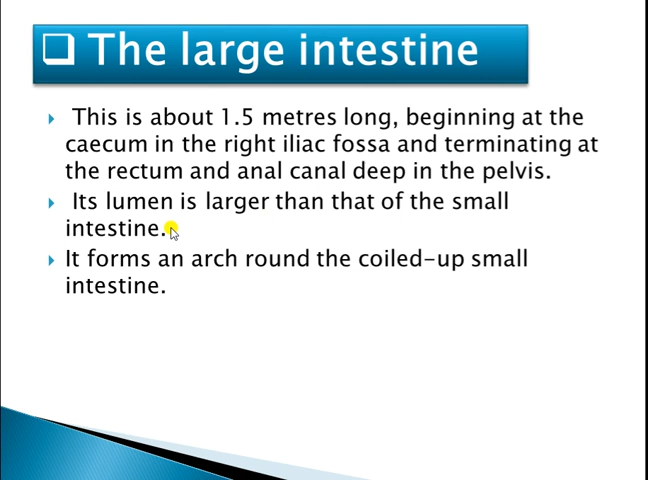 ❑ The large intestine
This is about 1.5 metres long, beginning at the
caecum in the right iliac fossa and terminating at
the rectum and anal canal deep in the pelvis.
Its lumen is larger than that of the small
intestine.
It forms an arch round the coiled-up small
intestine.